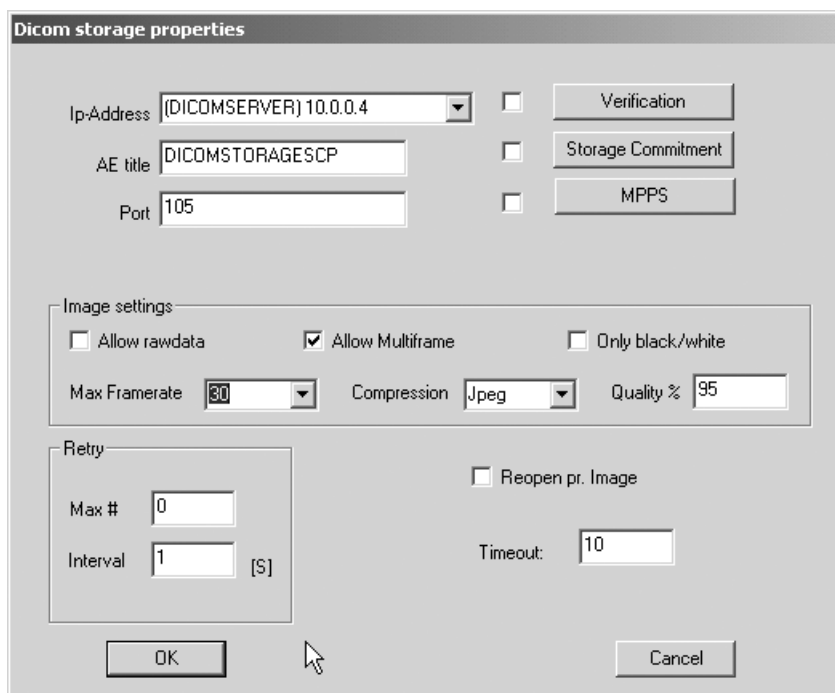 Dicom storage properties
Ip-Address (DICOMSERVER) 10.0.0.4 Verification
AE title DICOMSTORAGESCP Storage Commitment
Port 105 MPPS
Image settings
Allow rawdata Allow Multiframe Only black/white
Max Framerate 30 Compression Jpeg Quality % 95
Retry
Reopen pr. Image
Max # 0
Timeout: 10
Interval 1 [S]
OK Cancel